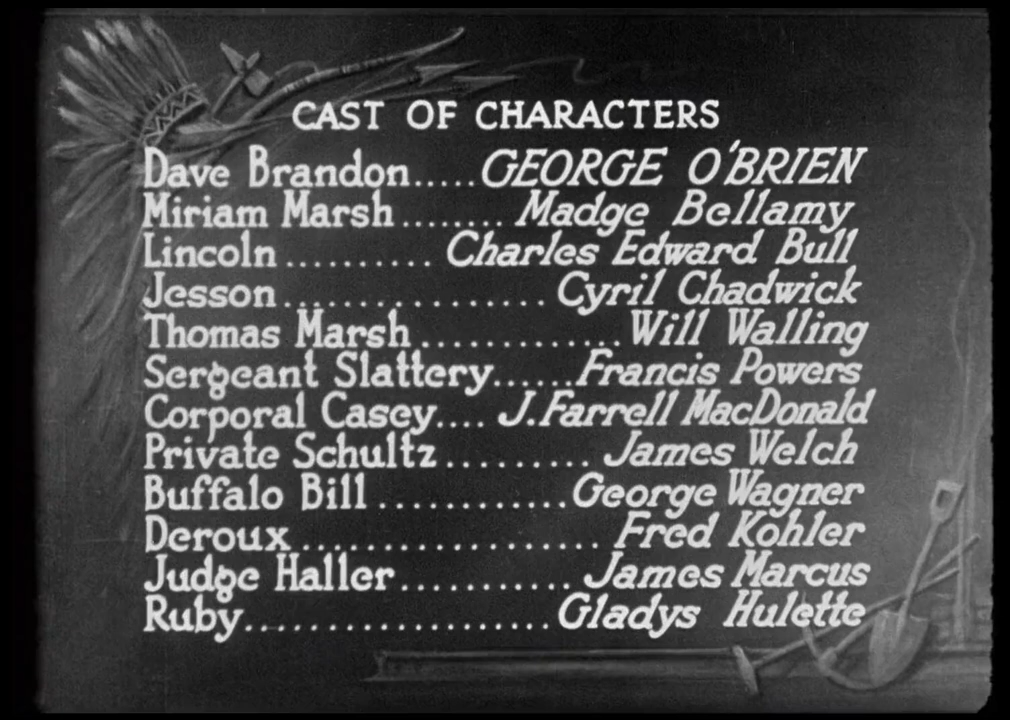 CAST OF CHARACTERS
Dave Brandon.....GEORGE O'BRIEN
Miriam Marsh........Madge Bellamy
Lincoln..........Charles Edward Bull
Jesson................Cyril Chadwick
Thomas Marsh.............Will Walling
Sergeant Slattery......Francis Powers
Corporal Casey....J. Farrell MacDonald
Private Schultz.........James Welch
Buffalo Bill............George Wagner
Deroux..................Fred Kohler
Judge Haller...........James Marcus
Ruby...................Gladys Hulette